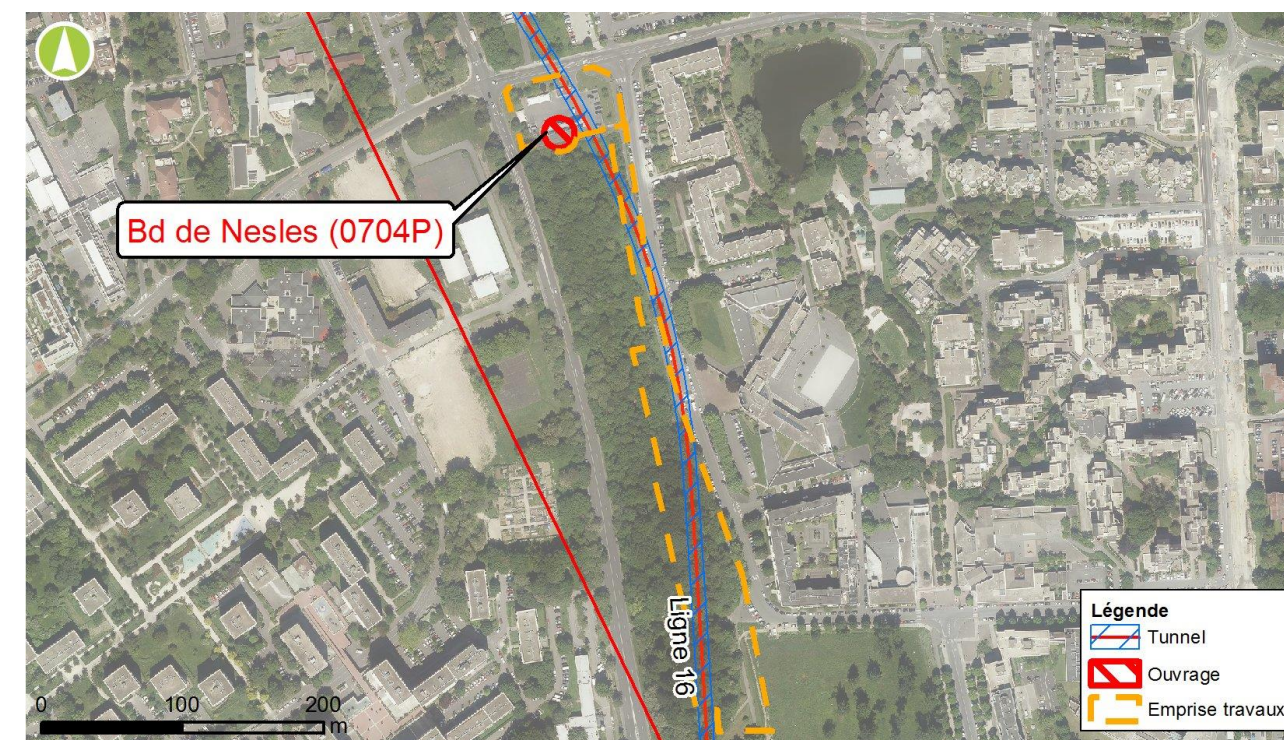 Bd de Nesles (0704P)
Ligne 16
0 100 200
m
Légende
Tunnel
Ouvrage
Emprise travaux